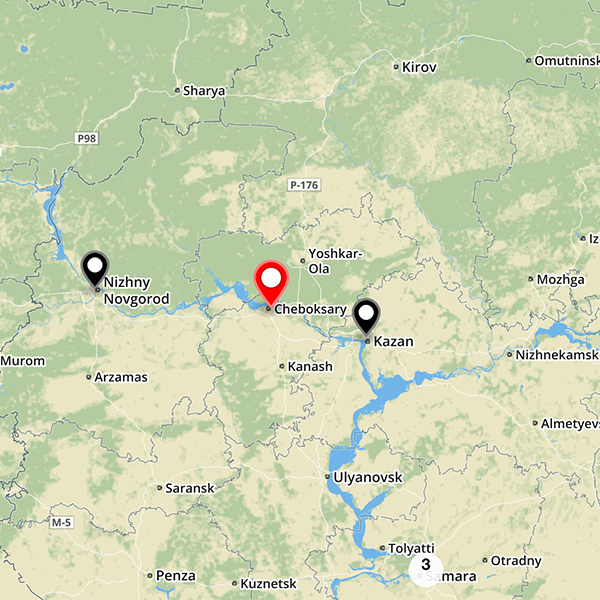 Kirov
Omutninsk
Sharya
P98
P-176
Yoshkar-
Ola
Iz
Nizhny
Novgorod
Mozhga
Cheboksary
Kazan
Murom
Nizhnekamsk
Kanash
Arzamas
Almetyevs
Ulyanovsk
Saransk
M-5
Tolyatti
Otradny
3
Samara
Penza
Kuznetsk